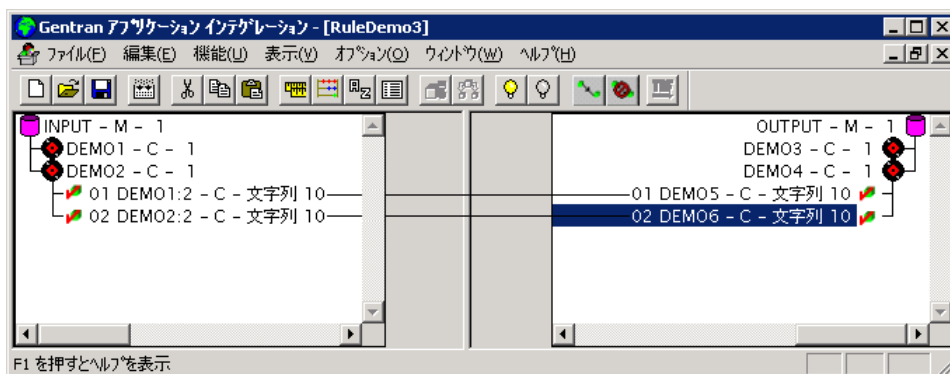 Gentran アプリケーション インテグレーション - [RuleDemo3]
ファイル(F) 編集(E) 機能(U) 表示(V) オプション(O) ウィンドウ(W) ヘルプ(H)
INPUT - M - 1
DEMO1 - C - 1
DEMO2 - C - 1
01 DEMO1:2 - C - 文字列 10
02 DEMO2:2 - C - 文字列 10
OUTPUT - M - 1
DEMO3 - C - 1
DEMO4 - C - 1
01 DEMO5 - C - 文字列 10
02 DEMO6 - C - 文字列 10
F1 を押すとヘルプを表示